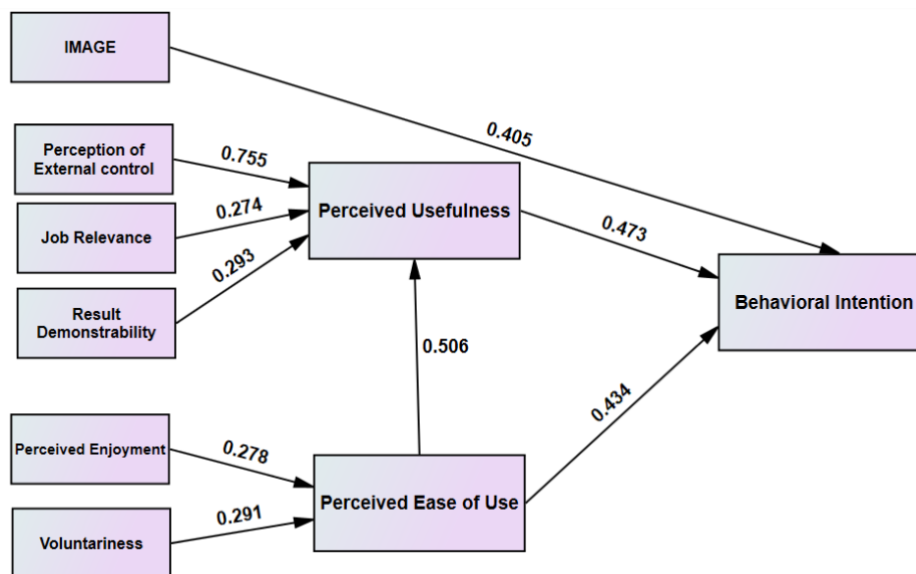 IMAGE
0.405
Perception of
External control
0.755
Perceived Usefulness
0.274
Job Relevance
0.473
0.293
Behavioral Intention
Result
Demonstrability
0.506
0.434
Perceived Enjoyment
0.278
Perceived Ease of Use
0.291
Voluntariness